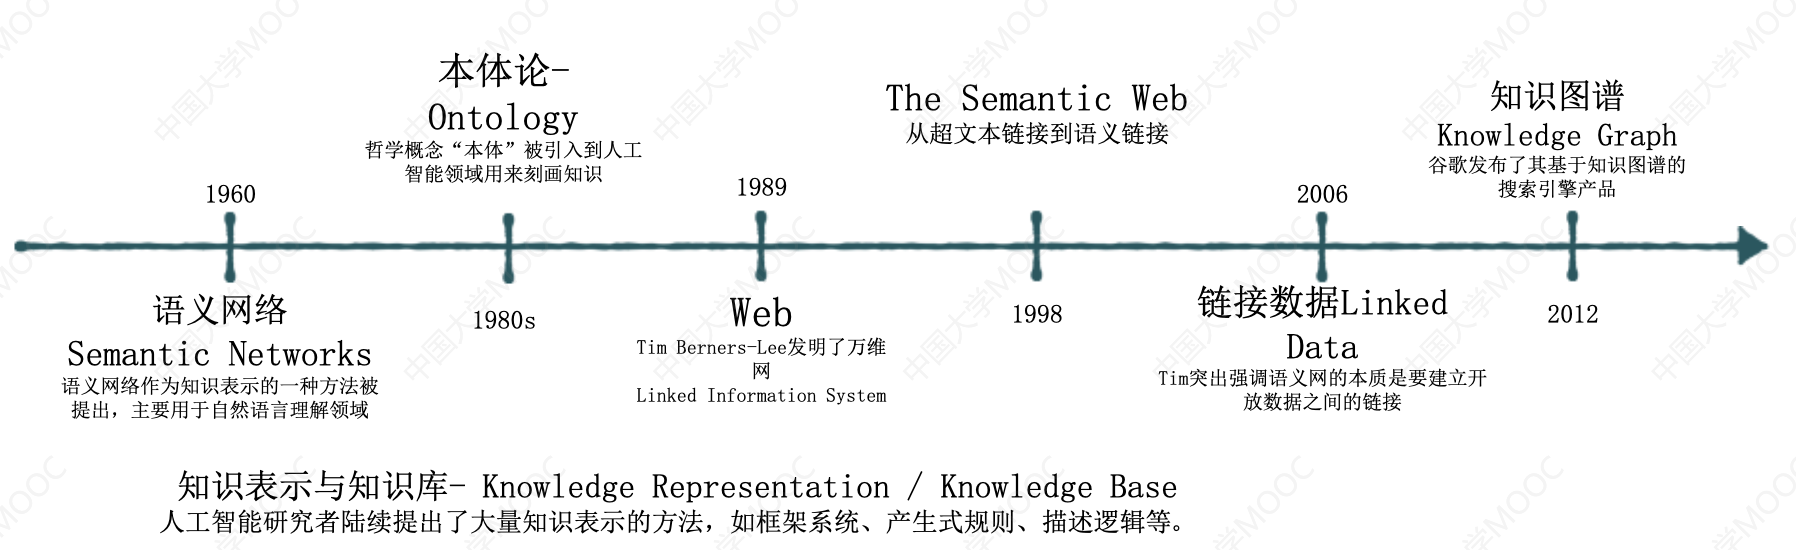 1960
语义网络
Semantic Networks
语义网络作为知识表示的一种方法被
提出，主要用于自然语言理解领域
本体论-
Ontology
哲学概念“本体”被引入到人工
智能领域用来刻画知识
1980s
1989
Web
Tim Berners-Lee发明了万维
网
Linked Information System
The Semantic Web
从超文本链接到语义链接
1998
2006
链接数据Linked
Data
Tim突出强调语义网的本质是要建立开
放数据之间的链接
知识图谱
Knowledge Graph
谷歌发布了其基于知识图谱的
搜索引擎产品
2012
知识表示与知识库- Knowledge Representation / Knowledge Base
人工智能研究者陆续提出了大量知识表示的方法，如框架系统、产生式规则、描述逻辑等。
中国大学MOOC